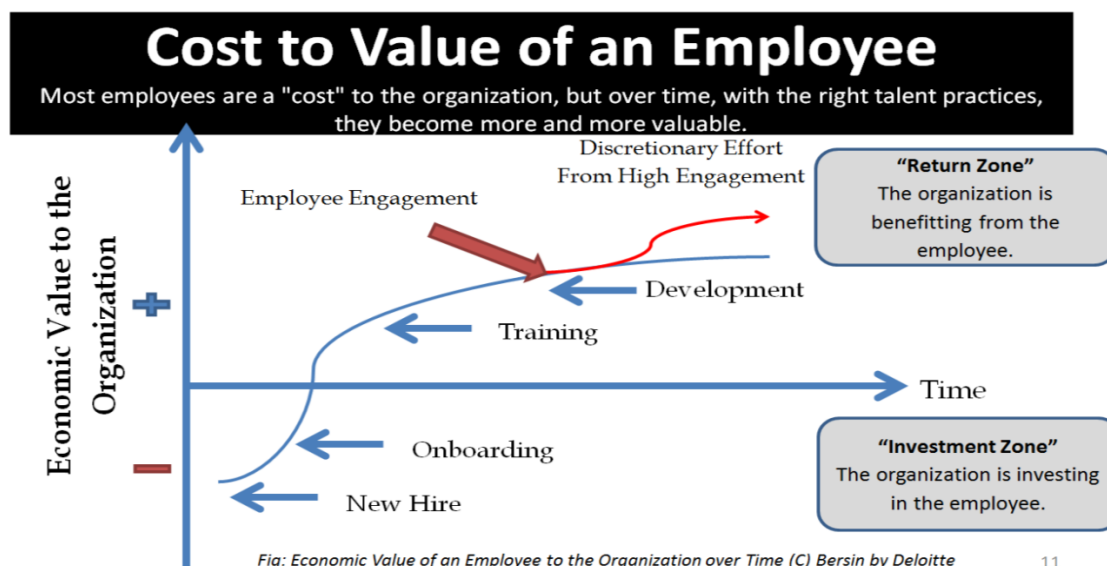 Cost to Value of an Employee
Most employees are a "cost" to the organization, but over time, with the right talent practices,
they become more and more valuable.
Discretionary Effort
From High Engagement
Employee Engagement
“Return Zone”
The organization is
benefitting from the
employee.
Economic Value to the
Organization
Development
Training
Time
Onboarding
New Hire
“Investment Zone”
The organization is investing
in the employee.
Fig: Economic Value of an Employee to the Organization over Time (C) Bersin by Deloitte
11